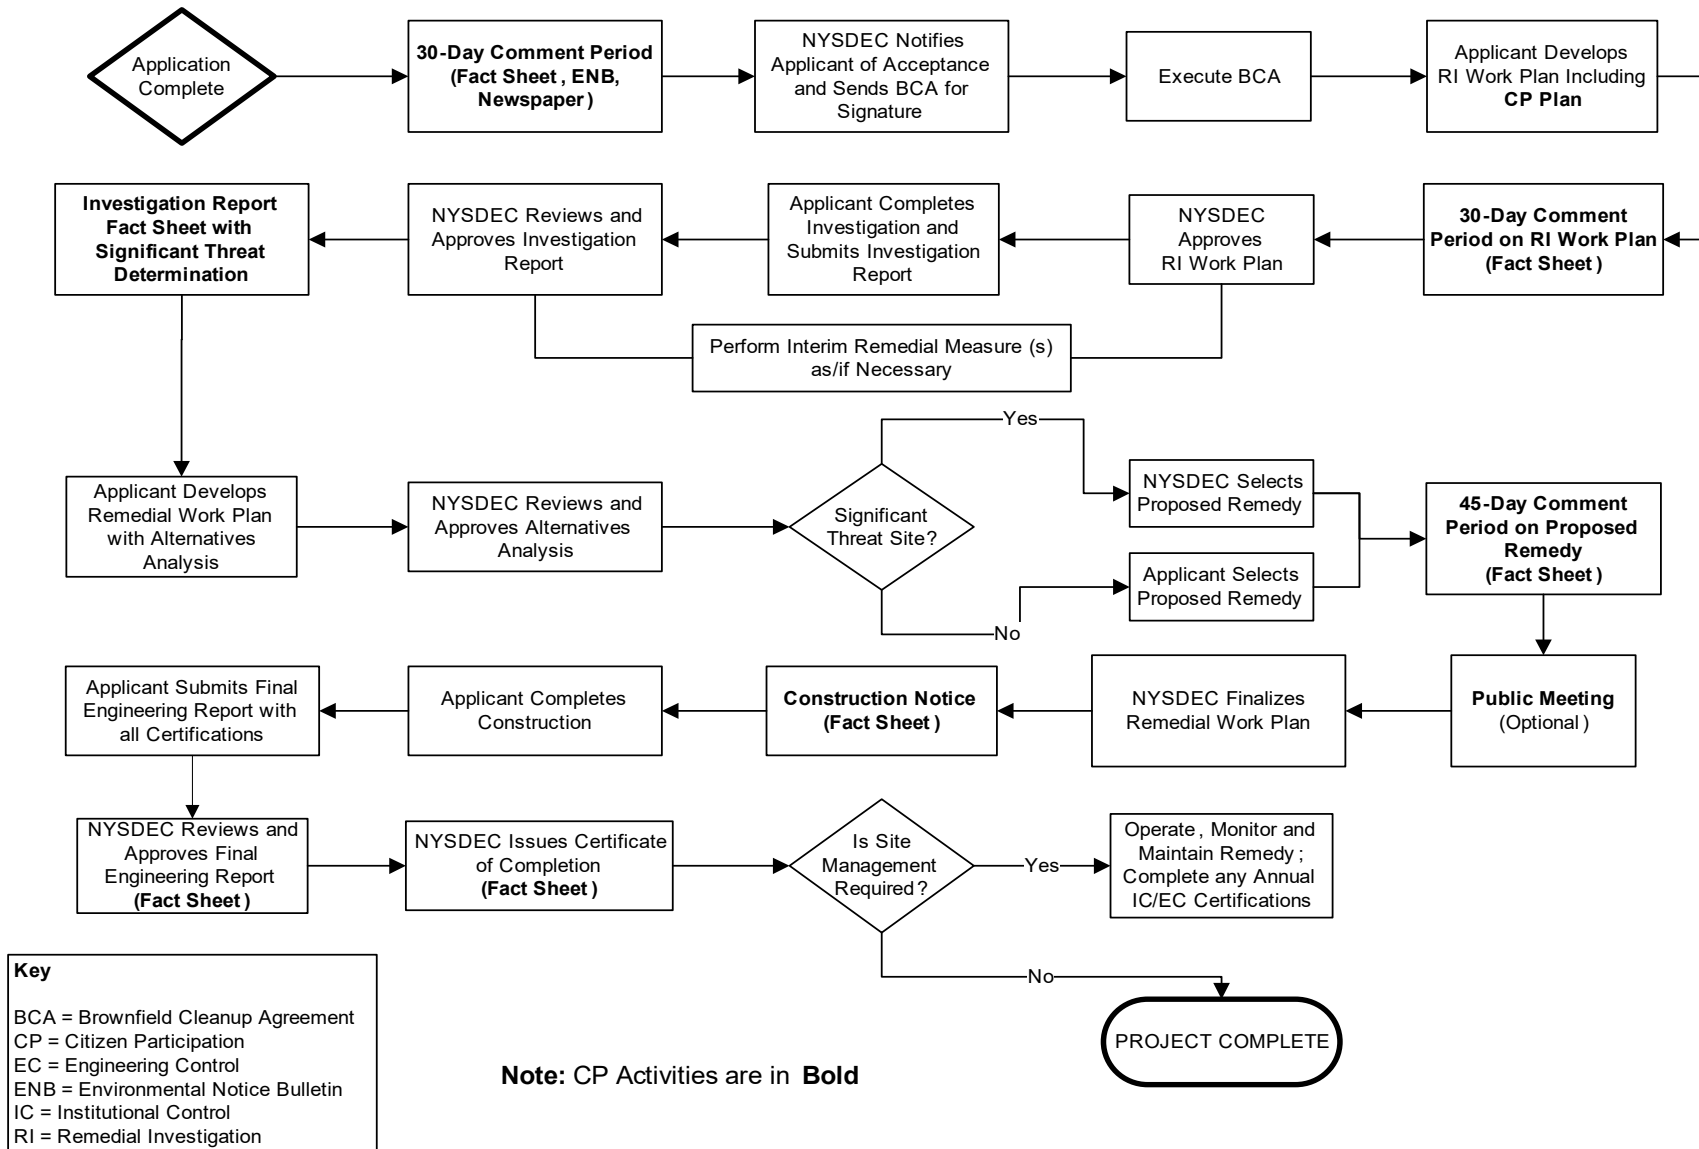 Application
Complete
30-Day Comment Period
(Fact Sheet , ENB,
Newspaper )
NYSDEC Notifies
Applicant of Acceptance
and Sends BCA for
Signature
Execute BCA
Applicant Develops
RI Work Plan Including
CP Plan
Investigation Report
Fact Sheet with
Significant Threat
Determination
NYSDEC Reviews and
Approves Investigation
Report
Applicant Completes
Investigation and
Submits Investigation
Report
NYSDEC
Approves
RI Work Plan
30-Day Comment
Period on RI Work Plan
(Fact Sheet )
Perform Interim Remedial Measure (s)
as/if Necessary
Applicant Develops
Remedial Work Plan
with Alternatives
Analysis
NYSDEC Reviews and
Approves Alternatives
Analysis
Significant
Threat Site?
Yes
No
NYSDEC Selects
Proposed Remedy
Applicant Selects
Proposed Remedy
45-Day Comment
Period on Proposed
Remedy
(Fact Sheet )
Applicant Submits Final
Engineering Report with
all Certifications
Applicant Completes
Construction
Construction Notice
(Fact Sheet )
NYSDEC Finalizes
Remedial Work Plan
Public Meeting
(Optional )
NYSDEC Reviews and
Approves Final
Engineering Report
(Fact Sheet )
NYSDEC Issues Certificate
of Completion
(Fact Sheet )
Is Site
Management
Required?
Yes
Operate , Monitor and
Maintain Remedy ;
Complete any Annual
IC/EC Certifications
No
PROJECT COMPLETE
Key
BCA = Brownfield Cleanup Agreement
CP = Citizen Participation
EC = Engineering Control
ENB = Environmental Notice Bulletin
IC = Institutional Control
RI = Remedial Investigation
Note: CP Activities are in Bold